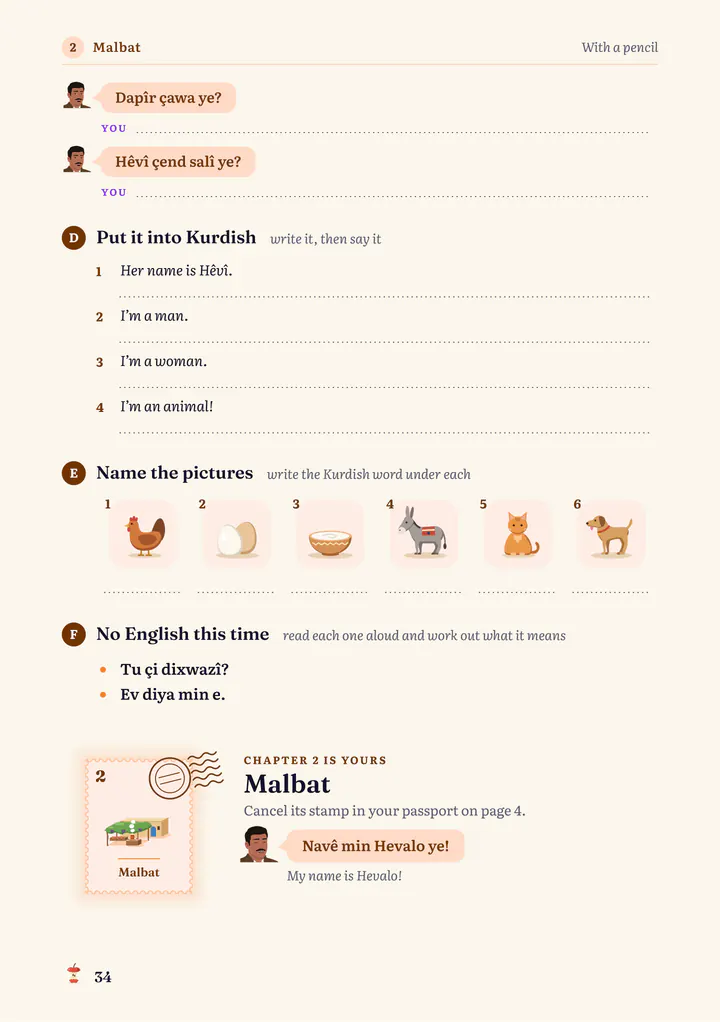 2 Malbat With a pencil
Dapîr çawa ye?
YOU
Hêvî çend salî ye?
YOU
D Put it into Kurdish write it, then say it
1 Her name is Hêvî.
2 I'm a man.
3 I'm a woman.
4 I'm an animal!
E Name the pictures write the Kurdish word under each
1 2 3 4 5 6
F No English this time read each one aloud and work out what it means
• Tu çi dixwazî?
• Ev diya min e.
2
Malbat
CHAPTER 2 IS YOURS
Malbat
Cancel its stamp in your passport on page 4.
Navê min Hevalo ye!
My name is Hevalo!
34